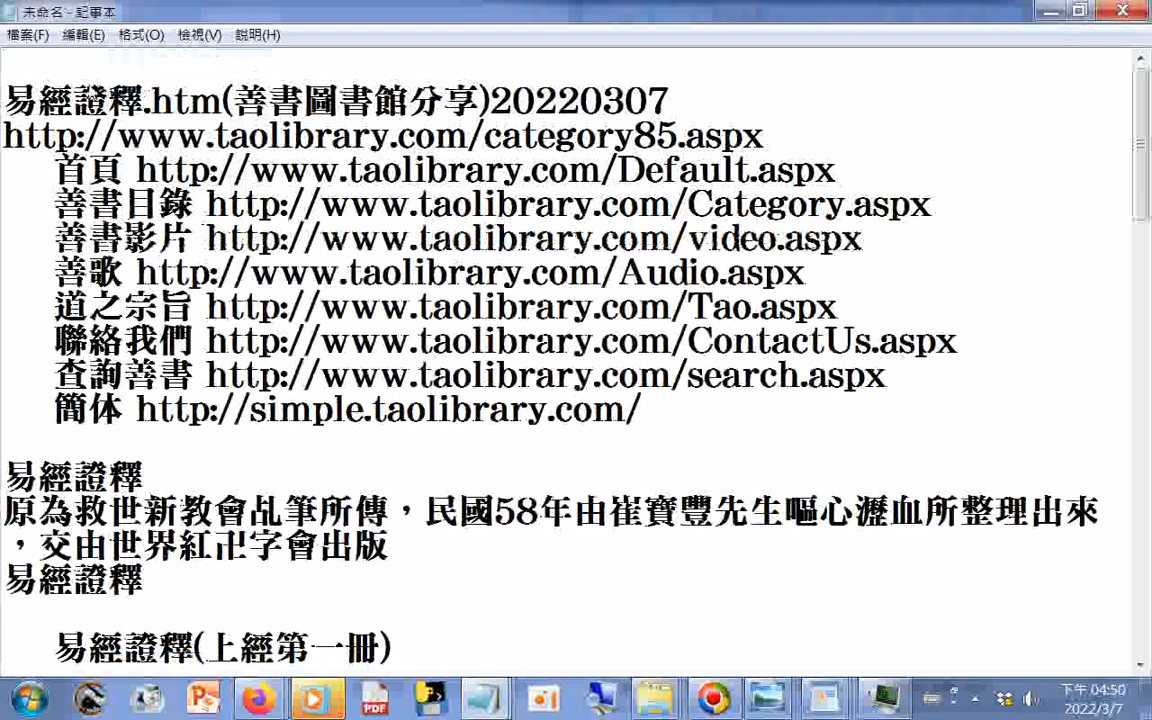 未命名 - 記事本
檔案(F) 編輯(E) 格式(O) 檢視(V) 說明(H)
易經證釋.htm(善書圖書館分享)20220307
http://www.taolibrary.com/category85.aspx
首頁 http://www.taolibrary.com/Default.aspx
善書目錄 http://www.taolibrary.com/Category.aspx
善書影片 http://www.taolibrary.com/video.aspx
善歌 http://www.taolibrary.com/Audio.aspx
道之宗旨 http://www.taolibrary.com/Tao.aspx
聯絡我們 http://www.taolibrary.com/ContactUs.aspx
查詢善書 http://www.taolibrary.com/search.aspx
簡体 http://simple.taolibrary.com/
易經證釋
原為救世新教會乩筆所傳，民國58年由崔寶豐先生嘔心瀝血所整理出來
，交由世界紅卍字會出版
易經證釋
易經證釋(上經第一冊)
下午 04:50
2022/3/7